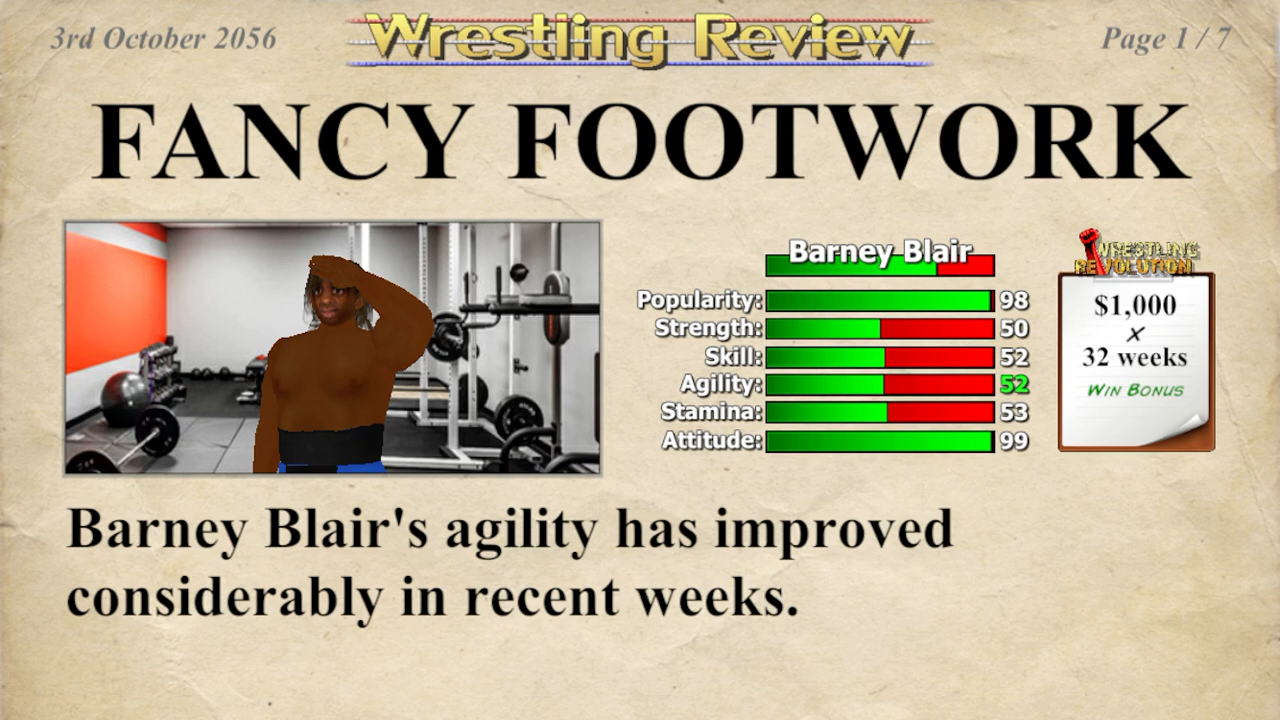 3rd October 2056
Wrestling Review
Page 1 / 7
FANCY FOOTWORK
Barney Blair
Popularity: 98
Strength: 50
Skill: 52
Agility: 52
Stamina: 53
Attitude: 99
WRESTLING
REVOLUTION
$1,000
x
32 weeks
WIN BONUS
Barney Blair's agility has improved
considerably in recent weeks.